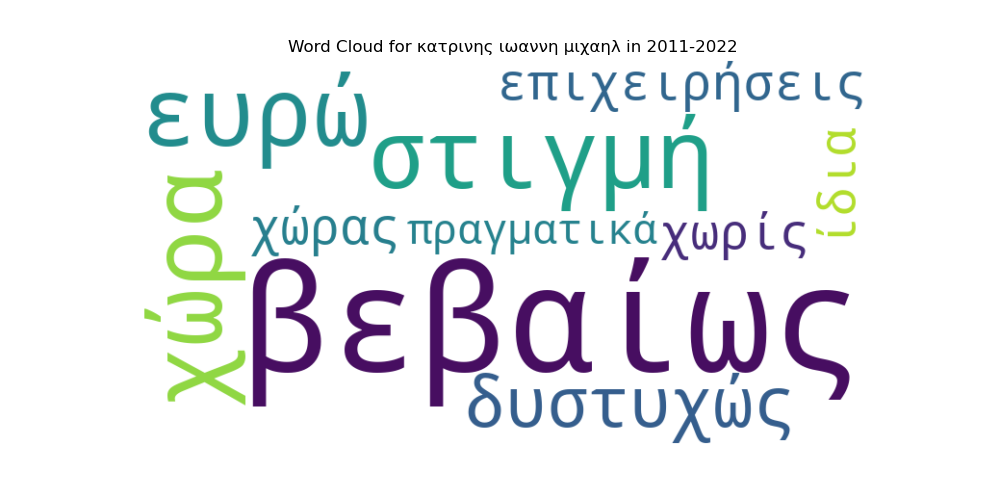 Word Cloud for κατρινης ιωαννη μιχαηλ in 2011-2022
επιχειρήσεις
ευρώ
στιγμή
ίδια
χώρα
χώρας
πραγματικά
χωρίς
βεβαίως
δυστυχώς